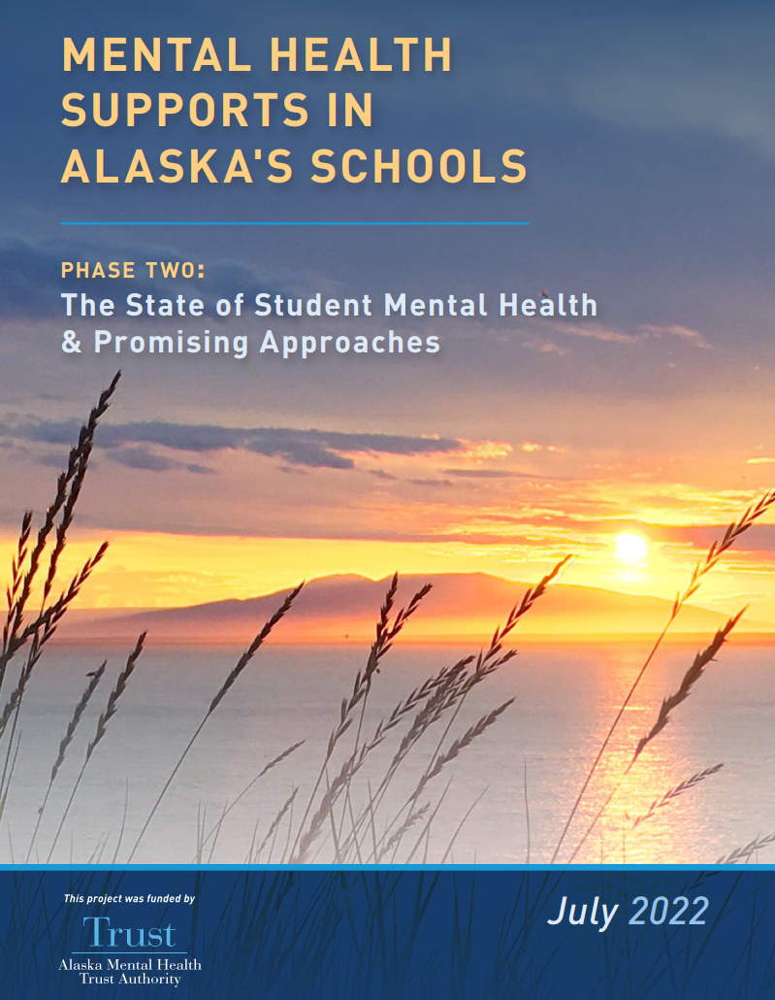 MENTAL HEALTH
SUPPORTS IN
ALASKA'S SCHOOLS
PHASE TWO:
The State of Student Mental Health
& Promising Approaches
This project was funded by
Trust
Alaska Mental Health
Trust Authority
July 2022